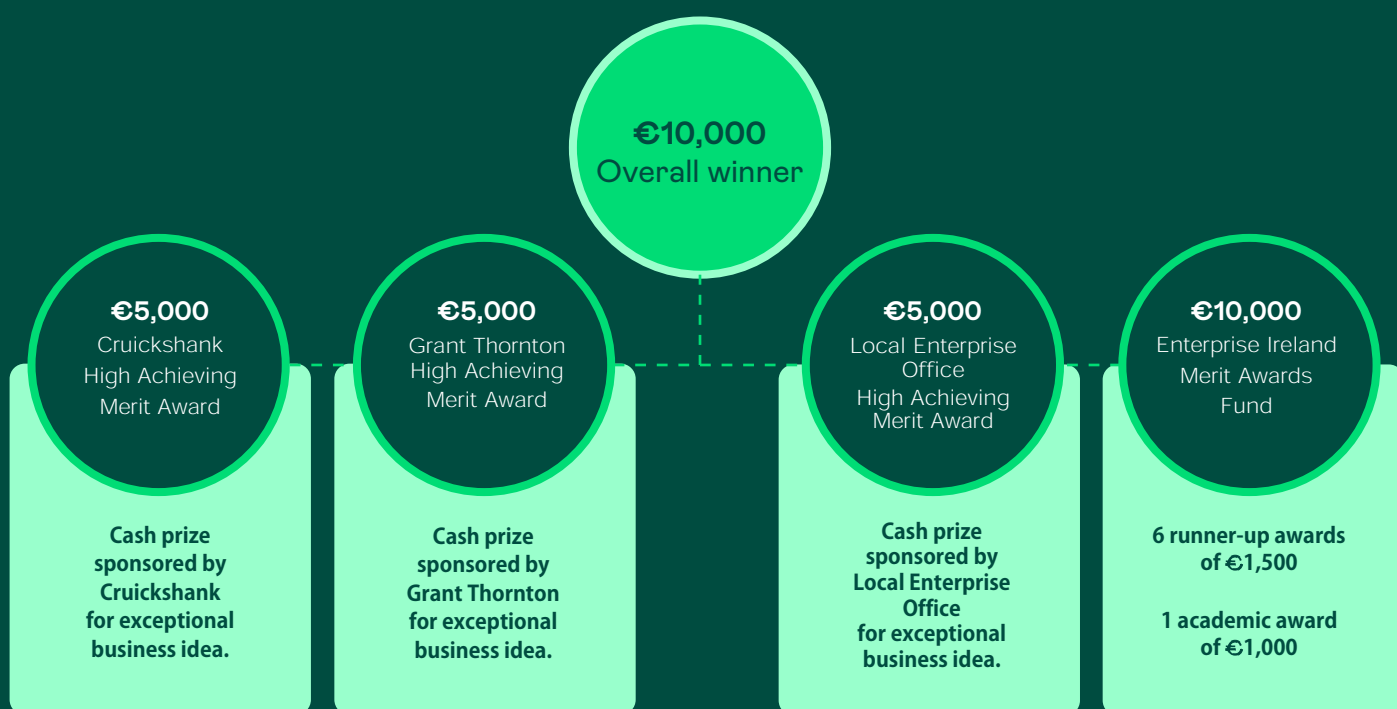 €10,000
Overall winner
€5,000
Cruickshank
High Achieving
Merit Award
Cash prize
sponsored by
Cruickshank
for exceptional
business idea.
€5,000
Grant Thornton
High Achieving
Merit Award
Cash prize
sponsored by
Grant Thornton
for exceptional
business idea.
€5,000
Local Enterprise
Office
High Achieving
Merit Award
Cash prize
sponsored by
Local Enterprise
Office
for exceptional
business idea.
€10,000
Enterprise Ireland
Merit Awards
Fund
6 runner-up awards
of €1,500
1 academic award
of €1,000